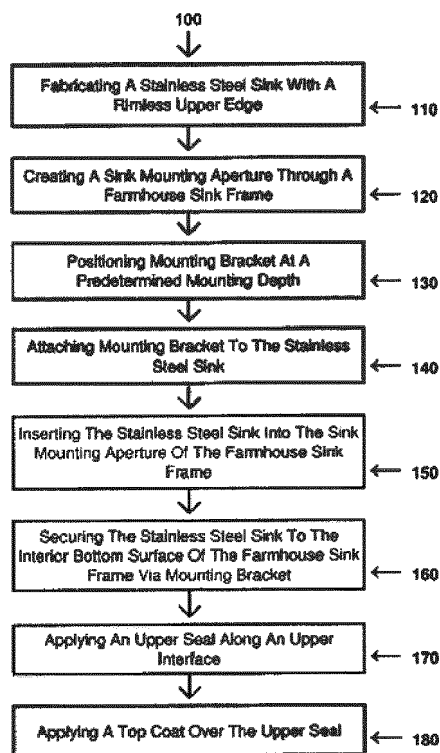 100
Fabricating A Stainless Steel Sink With A
Rimless Upper Edge
110
Creating A Sink Mounting Aperture Through A
Farmhouse Sink Frame
120
Positioning Mounting Bracket At A
Predetermined Mounting Depth
130
Attaching Mounting Bracket To The Stainless
Steel Sink
140
Inserting The Stainless Steel Sink Into The Sink
Mounting Aperture Of The Farmhouse Sink
Frame
150
Securing The Stainless Steel Sink To The
Interior Bottom Surface Of The Farmhouse Sink
Frame Via Mounting Bracket
160
Applying An Upper Seal Along An Upper
Interface
170
Applying A Top Coat Over The Upper Seal
180